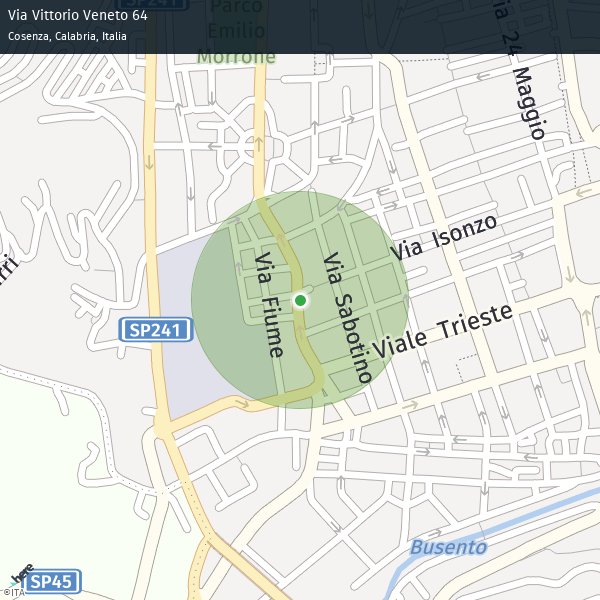 Via Vittorio Veneto 64
Cosenza, Calabria, Italia
SP241
Parco
Emilio
Morrone
Via 24 Maggio
Via Isonzo
Via Fiume
Via Sabotino
SP241
Viale Trieste
rri
Busento
here
SP45
©ITA